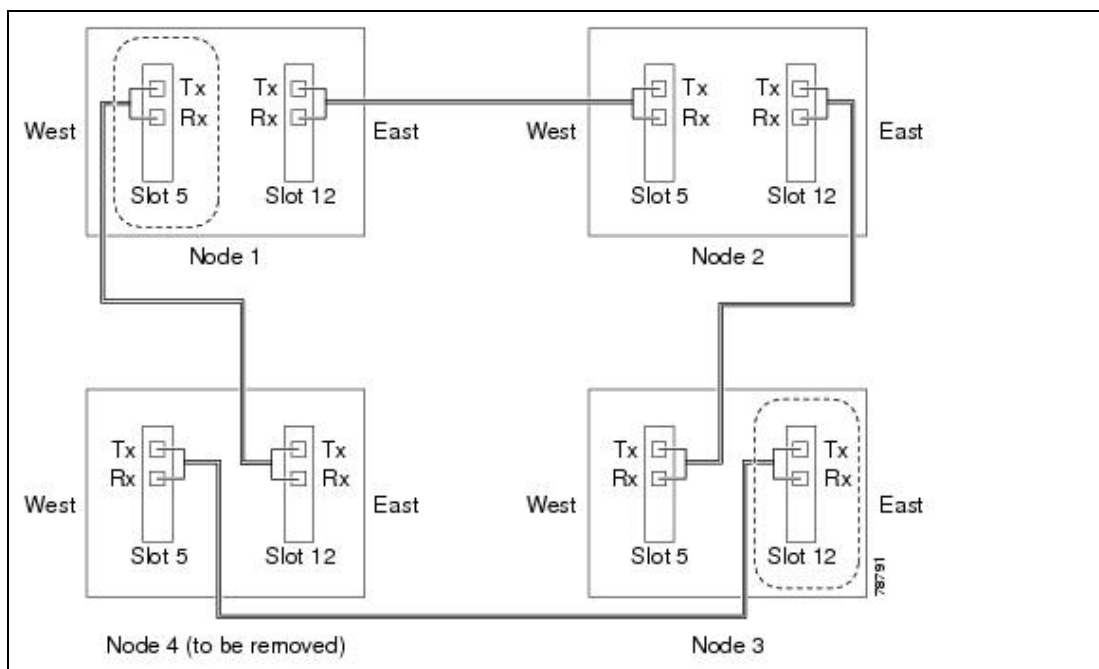 Tx Tx Tx Tx
West Rx Rx East West Rx Rx East
Slot 5 Slot 12 Slot 5 Slot 12
Node 1 Node 2
Tx Tx Tx Tx
Rx Rx Rx Rx
West East West East
Slot 5 Slot 12 Slot 5 Slot 12
78791
Node 4 (to be removed) Node 3